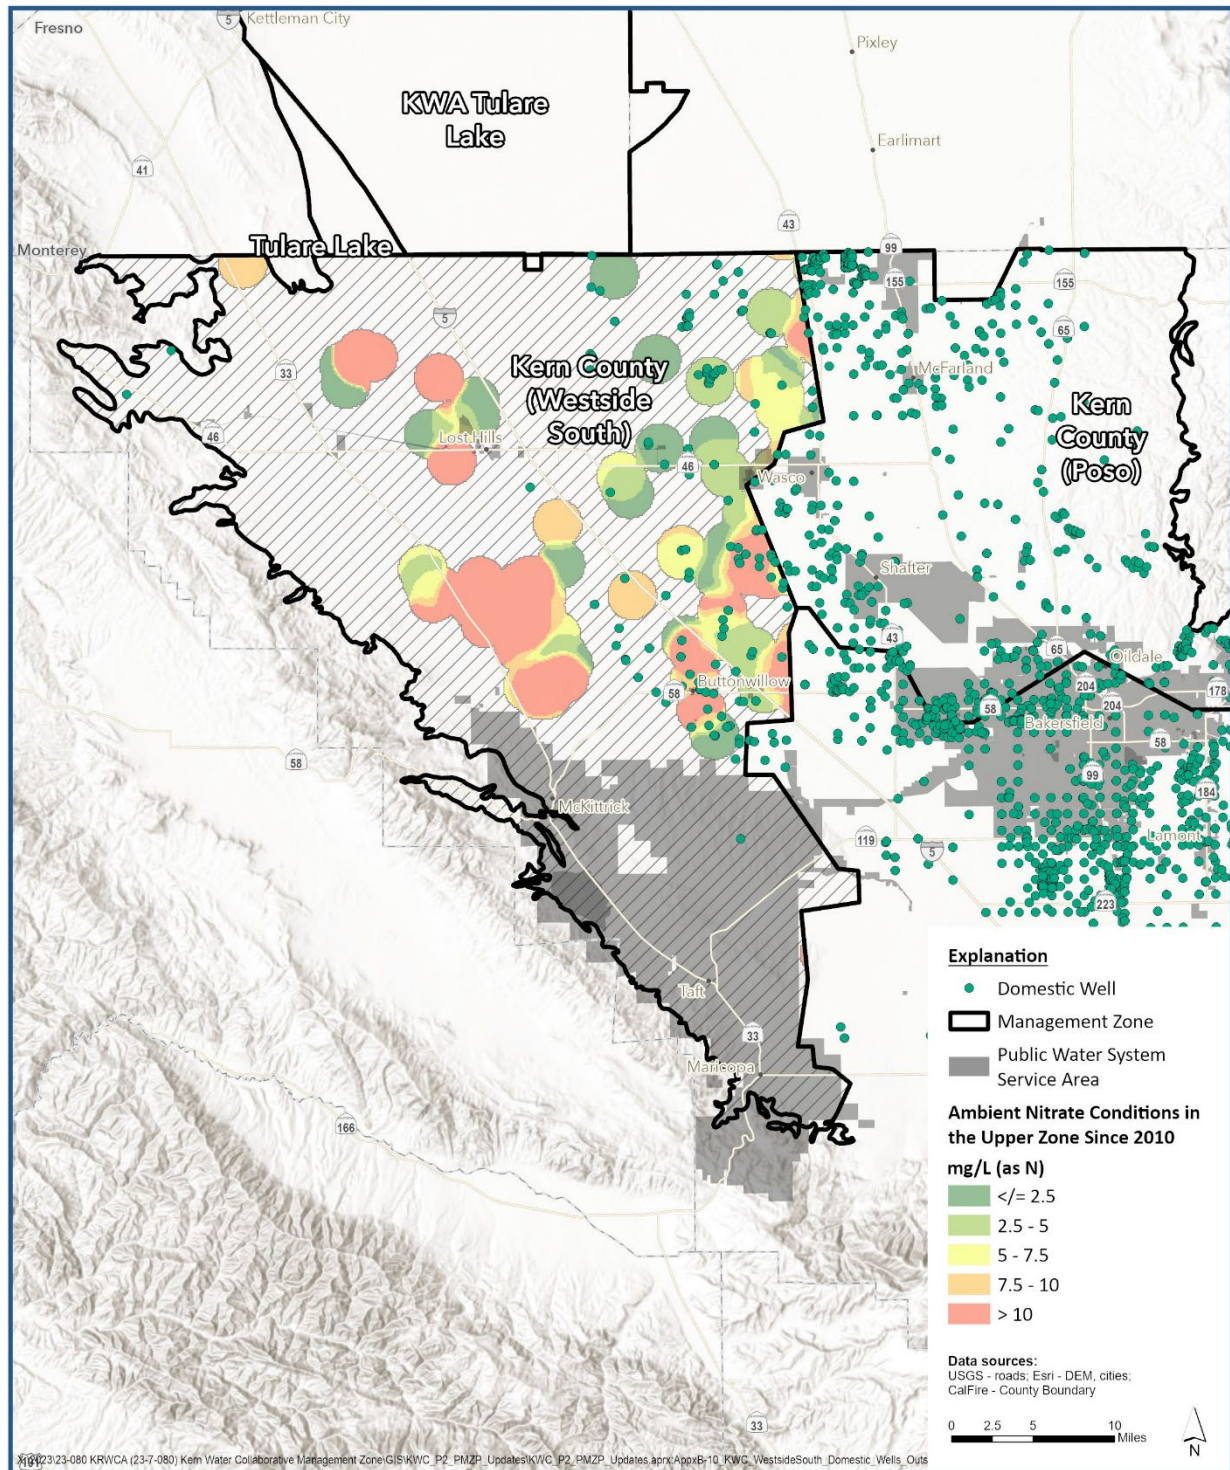 Fresno
5
Kettleman City
Pixley
KWA Tulare
Lake
Earlimart
41
43
Monterey
Tulare Lake
99
155
155
5
65
33
Kern County
(Westside
South)
McFarland
Kern
County
(Poso)
46
Lost Hills
46
Wasco
Shafter
43
65
Oildale
58
Buttonwillow
204
178
204
58
Bakersfield
58
58
99
184
McKittrick
119
5
Lamont
223
Taft
33
Maricopa
166
33
Explanation
Domestic Well
Management Zone
Public Water System
Service Area
Ambient Nitrate Conditions in
the Upper Zone Since 2010
mg/L (as N)
</= 2.5
2.5 - 5
5 - 7.5
7.5 - 10
> 10
Data sources:
USGS - roads; Esri - DEM, cities;
CalFire - County Boundary
0 2.5 5 10
Miles
N